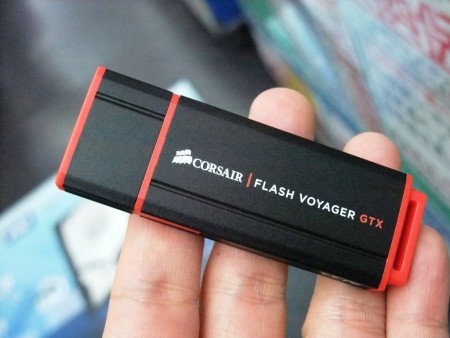 CORSAIR | FLASH VOYAGER GTX